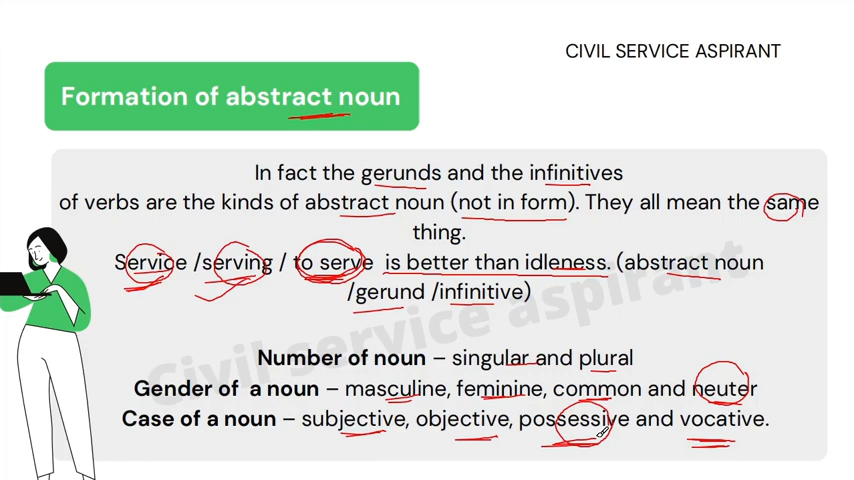 CIVIL SERVICE ASPIRANT
Formation of abstract noun
In fact the gerunds and the infinitives
of verbs are the kinds of abstract noun (not in form). They all mean the same
thing.
Service /serving / to serve is better than idleness. (abstract noun
/gerund /infinitive)
Civil service aspirant
Number of noun – singular and plural
Gender of a noun – masculine, feminine, common and neuter
Case of a noun – subjective, objective, possessive and vocative.